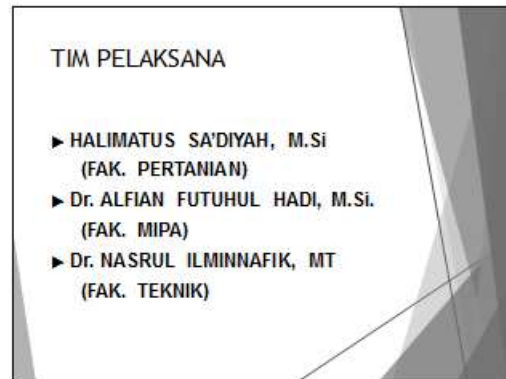 TIM PELAKSANA
► HALIMATUS SA'DIYAH, M.Si
(FAK. PERTANIAN)
► Dr. ALFIAN FUTUHUL HADI, M.Si.
(FAK. MIPA)
► Dr. NASRUL ILMINNAFIK, MT
(FAK. TEKNIK)